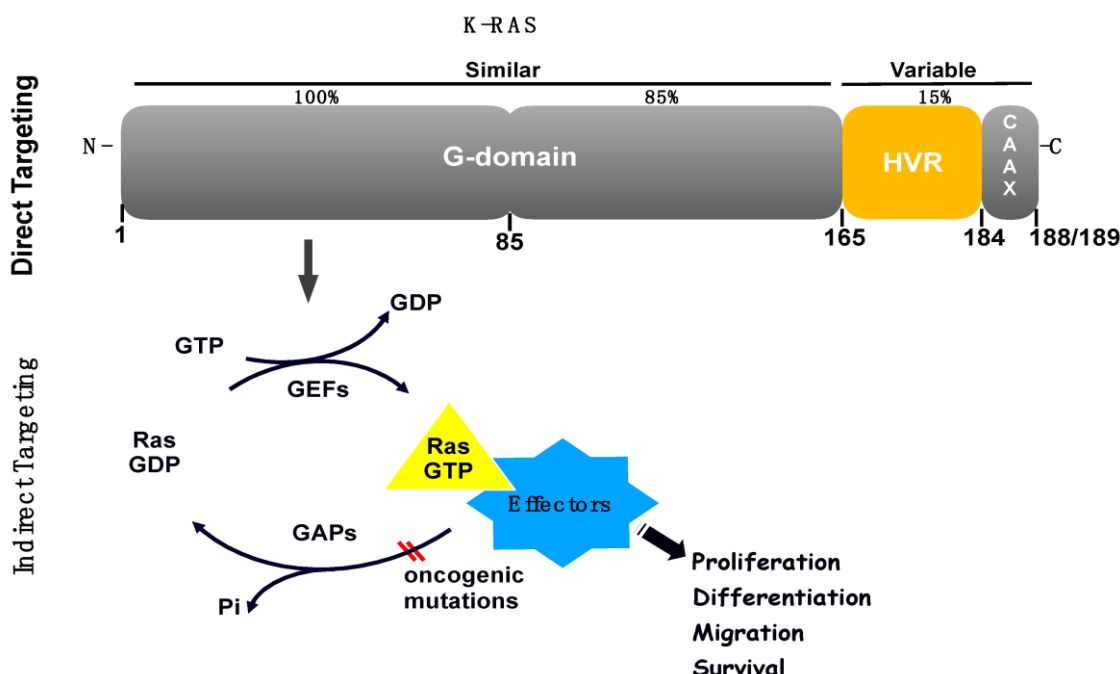 K-RAS
Similar
Variable
100%
85%
15%
Direct Targeting
N-
G-domain
HVR
C
A
A
X
-C
1
85
165
184
188/189
Indirect Targeting
GDP
GTP
GEFs
Ras
GDP
Ras
GTP
Effectors
GAPs
oncogenic
mutations
Pi
Proliferation
Differentiation
Migration
Survival